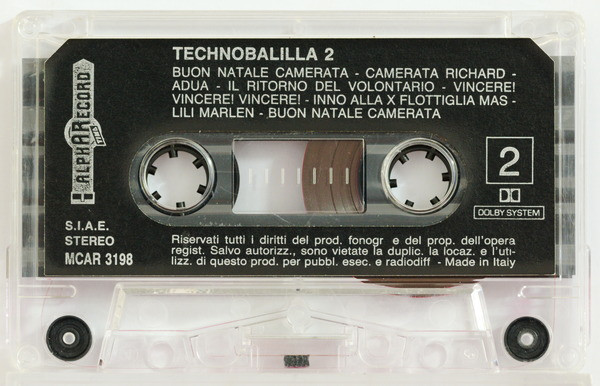 TECHNOBALILLA 2
BUON NATALE CAMERATA - CAMERATA RICHARD -
ADUA - IL RITORNO DEL VOLONTARIO - VINCERE!
VINCERE! VINCERE! - INNO ALLA X FLOTTIGLIA MAS -
LILI MARLEN - BUON NATALE CAMERATA
ALPHARECORD
TIME
2
DOLBY SYSTEM
S.I.A.E.
STEREO
MCAR 3198
Riservati tutti i diritti del prod. fonogr e del prop. dell'opera
regist. Salvo autorizz., sono vietate la duplic. la locaz. e l'uti-
lizz. di questo prod. per pubbl. esec. e radiodiff - Made in Italy